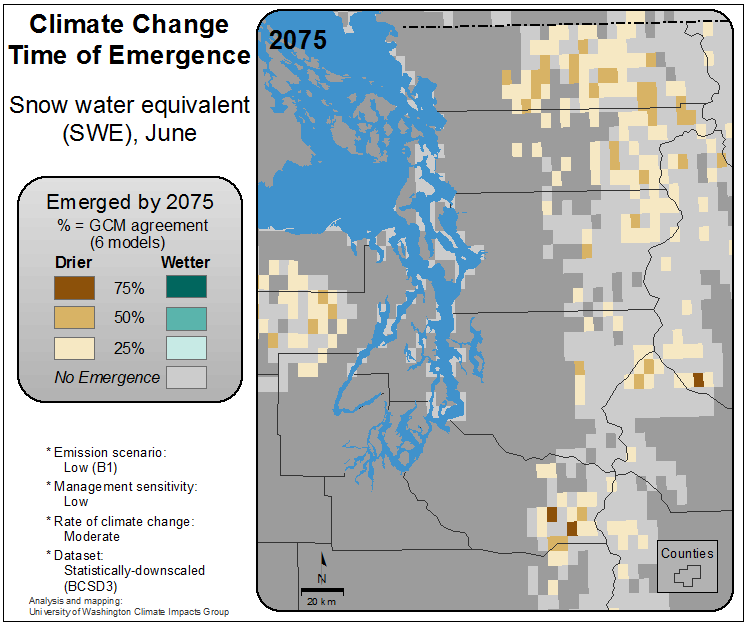 Climate Change
Time of Emergence
Snow water equivalent
(SWE), June
Emerged by 2075
% = GCM agreement
(6 models)
Drier Wetter
75%
50%
25%
No Emergence
* Emission scenario:
Low (B1)
* Management sensitivity:
Low
* Rate of climate change:
Moderate
* Dataset:
Statistically-downscaled
(BCSD3)
Analysis and mapping:
University of Washington Climate Impacts Group
2075
N
20 km
Counties